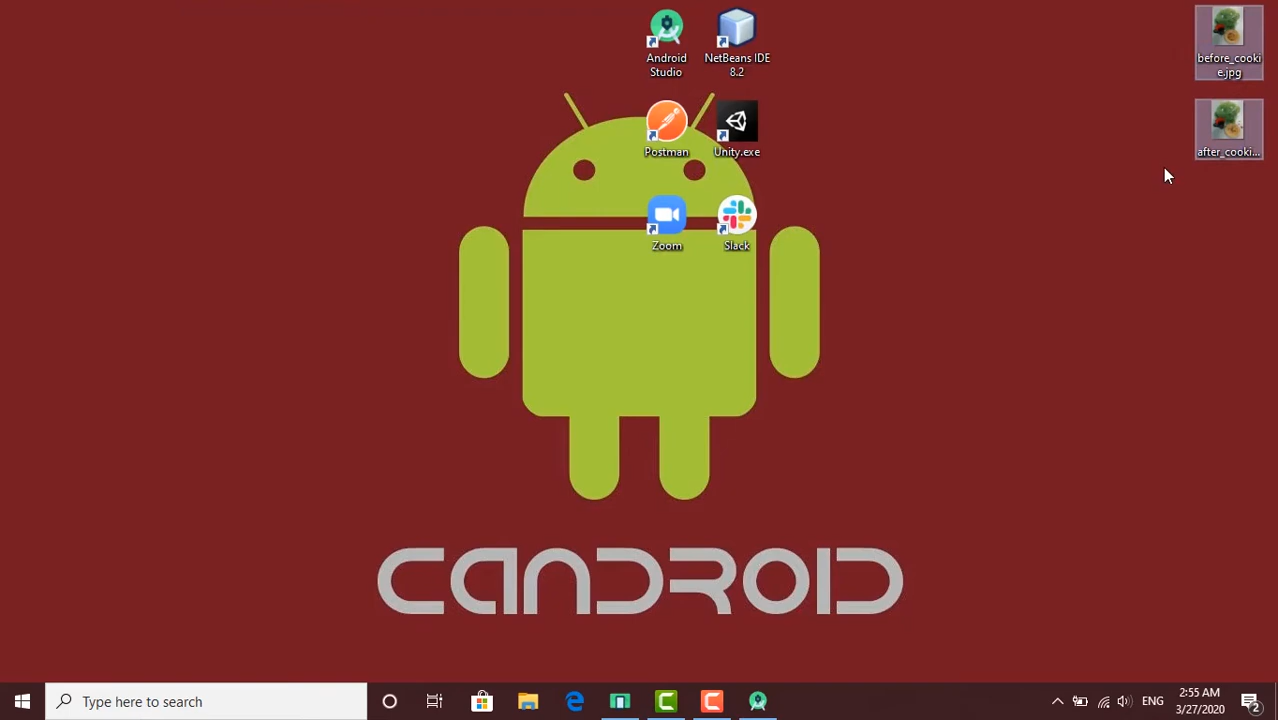 Android
Studio
NetBeans IDE
8.2
before_cooki
e.jpg
Postman
Unity.exe
after_cooki...
Zoom
Slack
CANDROID
Type here to search
ENG
2:55 AM
3/27/2020
2